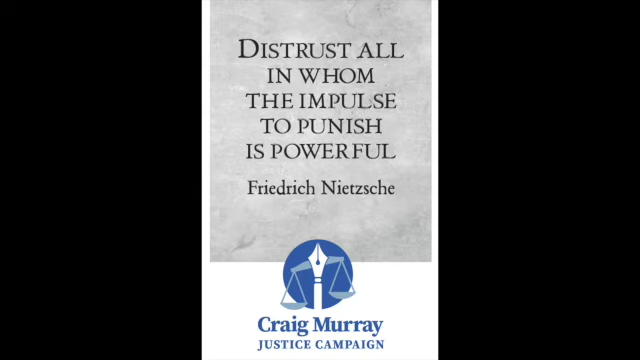 DISTRUST ALL
IN WHOM
THE IMPULSE
TO PUNISH
IS POWERFUL
Friedrich Nietzsche
Craig Murray
JUSTICE CAMPAIGN